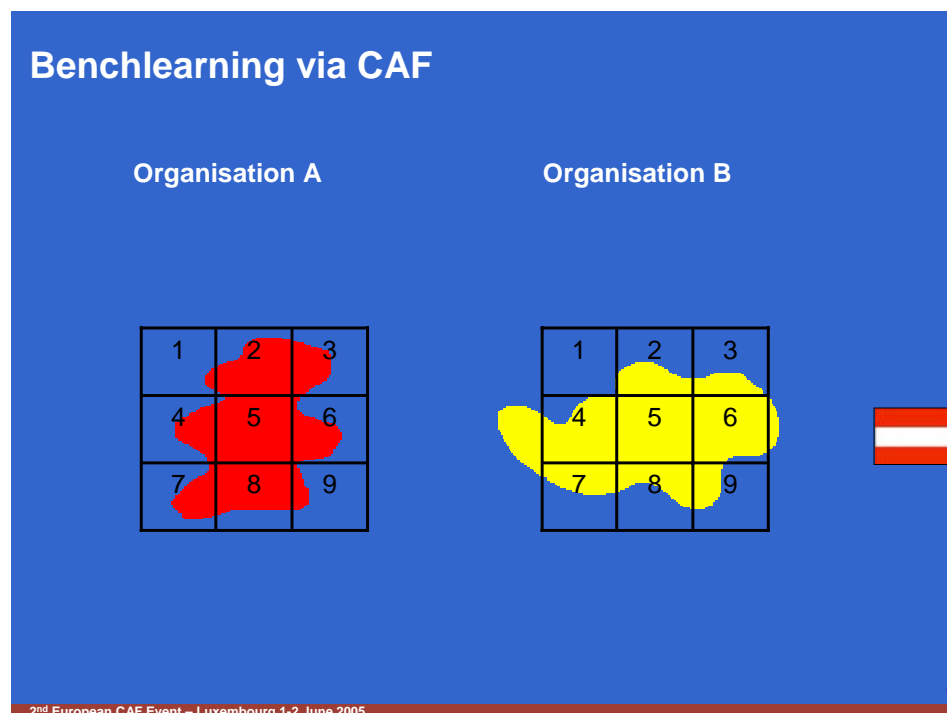 Benchlearning via CAF
Organisation A
Organisation B
1 2 3
4 5 6
7 8 9
1 2 3
4 5 6
7 8 9
2nd European CAF Event – Luxembourg 1-2 June 2005